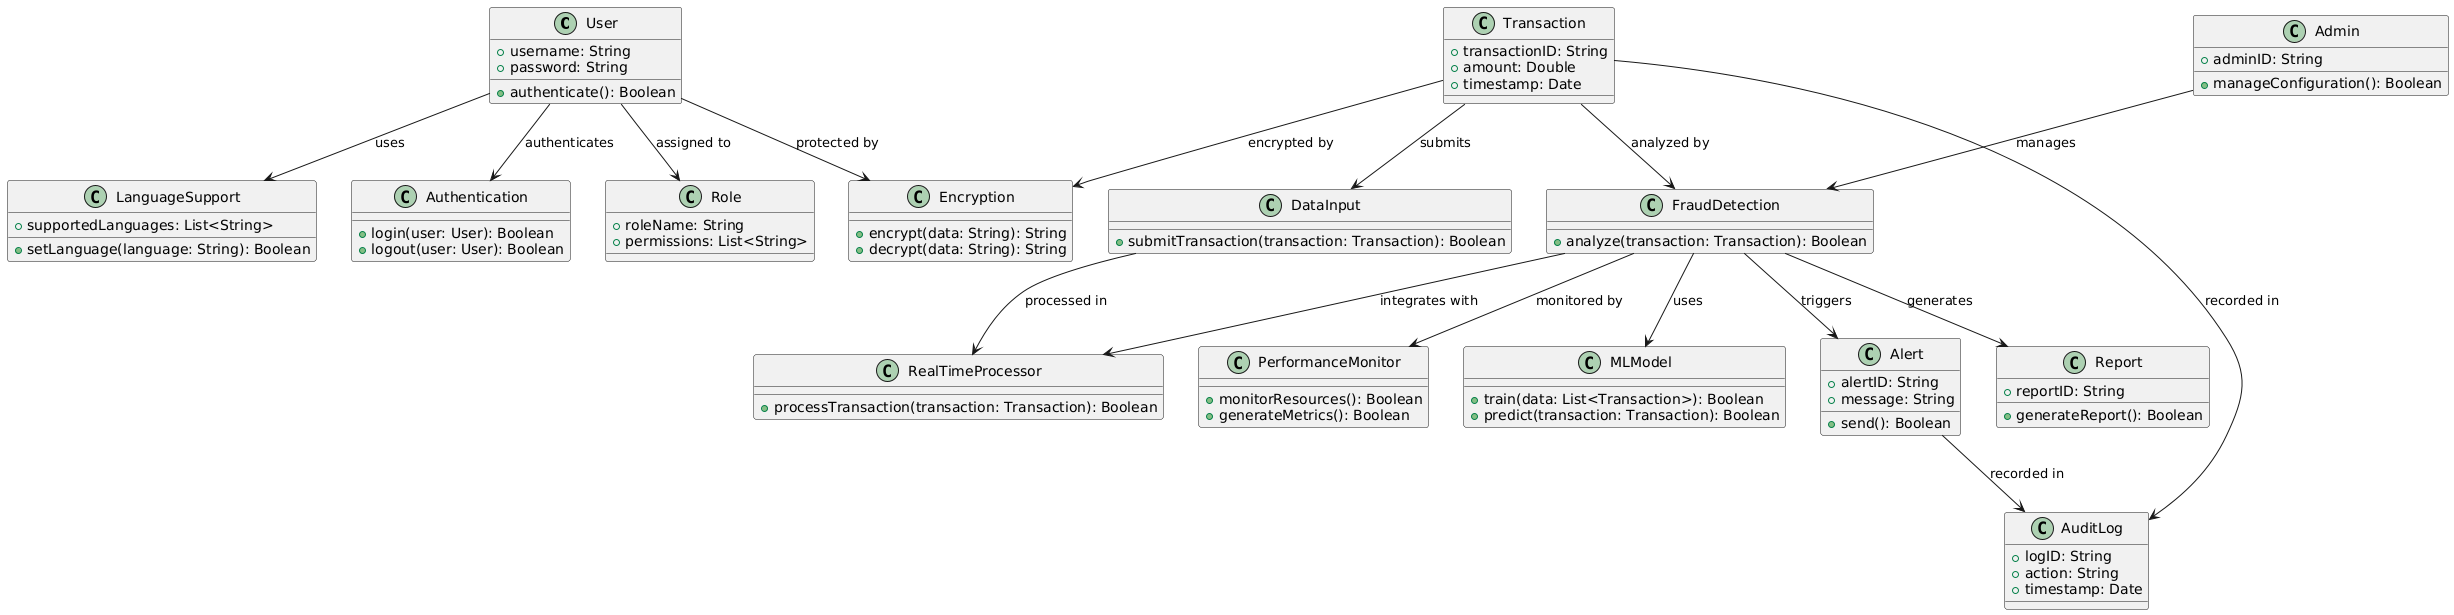 C User
+ username: String
+ password: String
+ authenticate(): Boolean
C Transaction
+ transactionID: String
+ amount: Double
+ timestamp: Date
C Admin
+ adminID: String
+ manageConfiguration(): Boolean
uses
authenticates
assigned to
protected by
encrypted by
submits
analyzed by
manages
C LanguageSupport
+ supportedLanguages: List<String>
+ setLanguage(language: String): Boolean
C Authentication
+ login(user: User): Boolean
+ logout(user: User): Boolean
C Role
+ roleName: String
+ permissions: List<String>
C Encryption
+ encrypt(data: String): String
+ decrypt(data: String): String
C DataInput
+ submitTransaction(transaction: Transaction): Boolean
C FraudDetection
+ analyze(transaction: Transaction): Boolean
processed in
integrates with
monitored by
uses
triggers
generates
recorded in
C RealTimeProcessor
+ processTransaction(transaction: Transaction): Boolean
C PerformanceMonitor
+ monitorResources(): Boolean
+ generateMetrics(): Boolean
C MLModel
+ train(data: List<Transaction>): Boolean
+ predict(transaction: Transaction): Boolean
C Alert
+ alertID: String
+ message: String
+ send(): Boolean
C Report
+ reportID: String
+ generateReport(): Boolean
recorded in
C AuditLog
+ logID: String
+ action: String
+ timestamp: Date